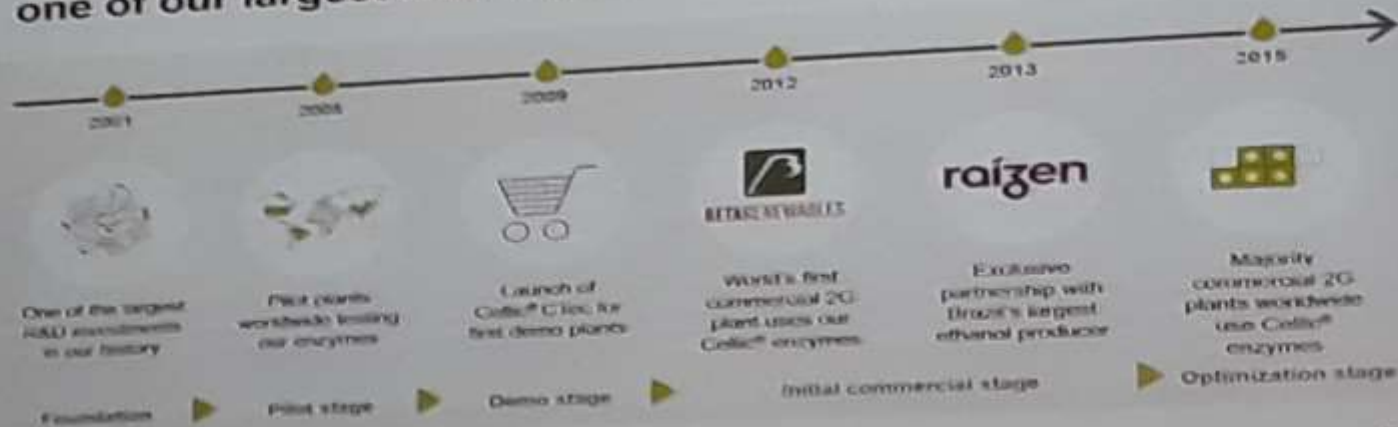 one of our largest
2001
2009
2012
2013
2015
BETARENEWABLES
raízen
One of the largest
R&D investments
in our history
Pilot plants
worldwide testing
our enzymes
Launch of
Cellic® CTec for
first demo plants
World's first
commercial 2G
plant uses our
Cellic® enzymes
Exclusive
partnership with
Brazil's largest
ethanol producer
Majority
commercial 2G
plants worldwide
use Cellic®
enzymes
Foundation
Pilot stage
Demo stage
Initial commercial stage
Optimization stage